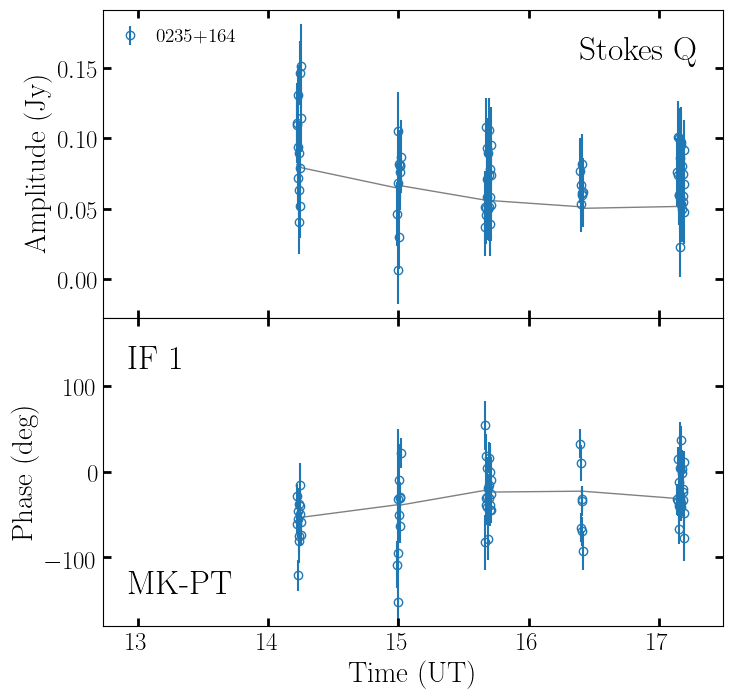 0235+164
Stokes Q
Amplitude (Jy)
0.15
0.10
0.05
0.00
IF 1
Phase (deg)
100
0
−100
MK-PT
13 14 15 16 17
Time (UT)